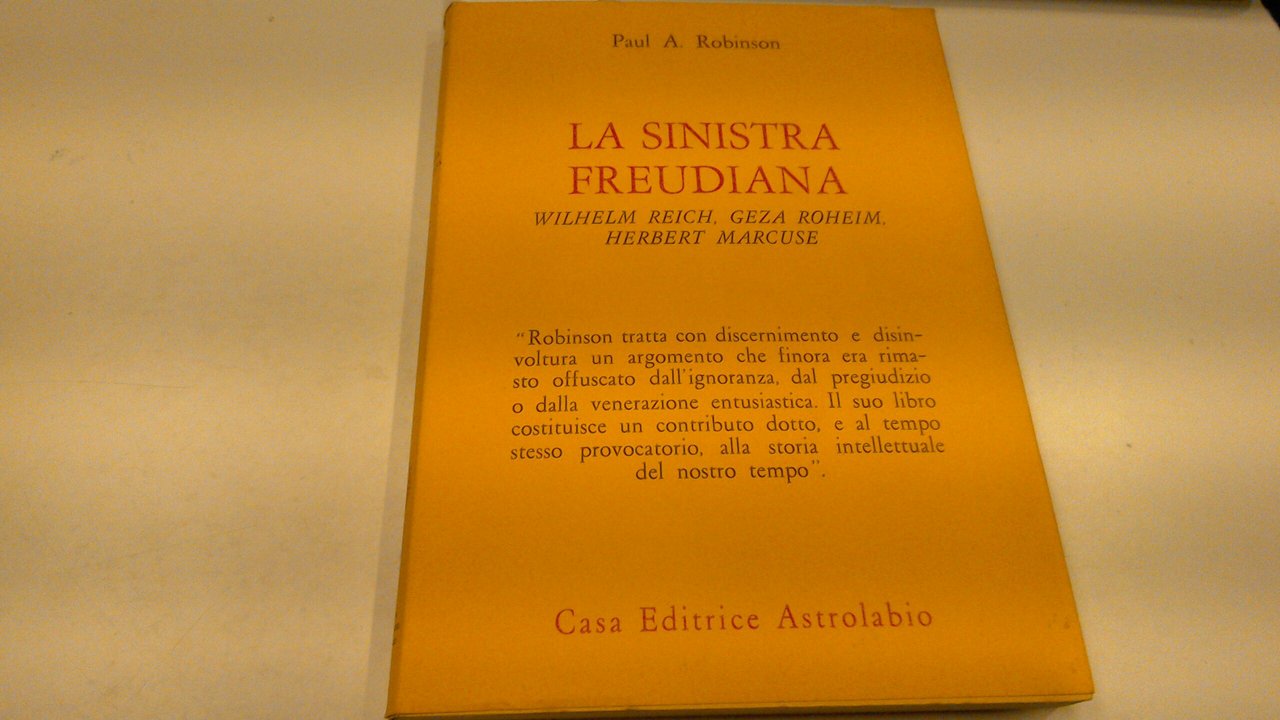 Paul A. Robinson
LA SINISTRA
FREUDIANA
WILHELM REICH, GEZA ROHEIM,
HERBERT MARCUSE
“Robinson tratta con discernimento e disin-
voltura un argomento che finora era rima-
sto offuscato dall'ignoranza, dal pregiudizio
o dalla venerazione entusiastica. Il suo libro
costituisce un contributo dotto, e al tempo
stesso provocatorio, alla storia intellettuale
del nostro tempo”.
Casa Editrice Astrolabio